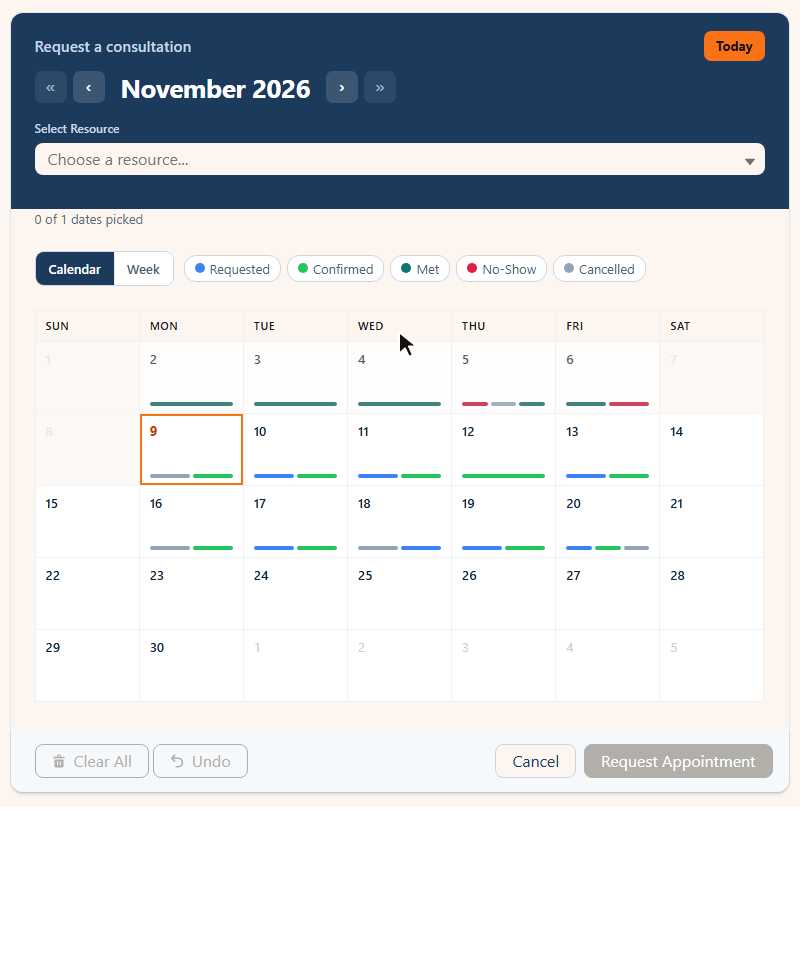 Request a consultation
Today
« ‹ November 2026 › »
Select Resource
Choose a resource...
0 of 1 dates picked
Calendar Week Requested Confirmed Met No-Show Cancelled
SUN MON TUE WED THU FRI SAT
1 2 3 4 5 6 7
8 9 10 11 12 13 14
15 16 17 18 19 20 21
22 23 24 25 26 27 28
29 30 1 2 3 4 5
Clear All Undo Cancel Request Appointment